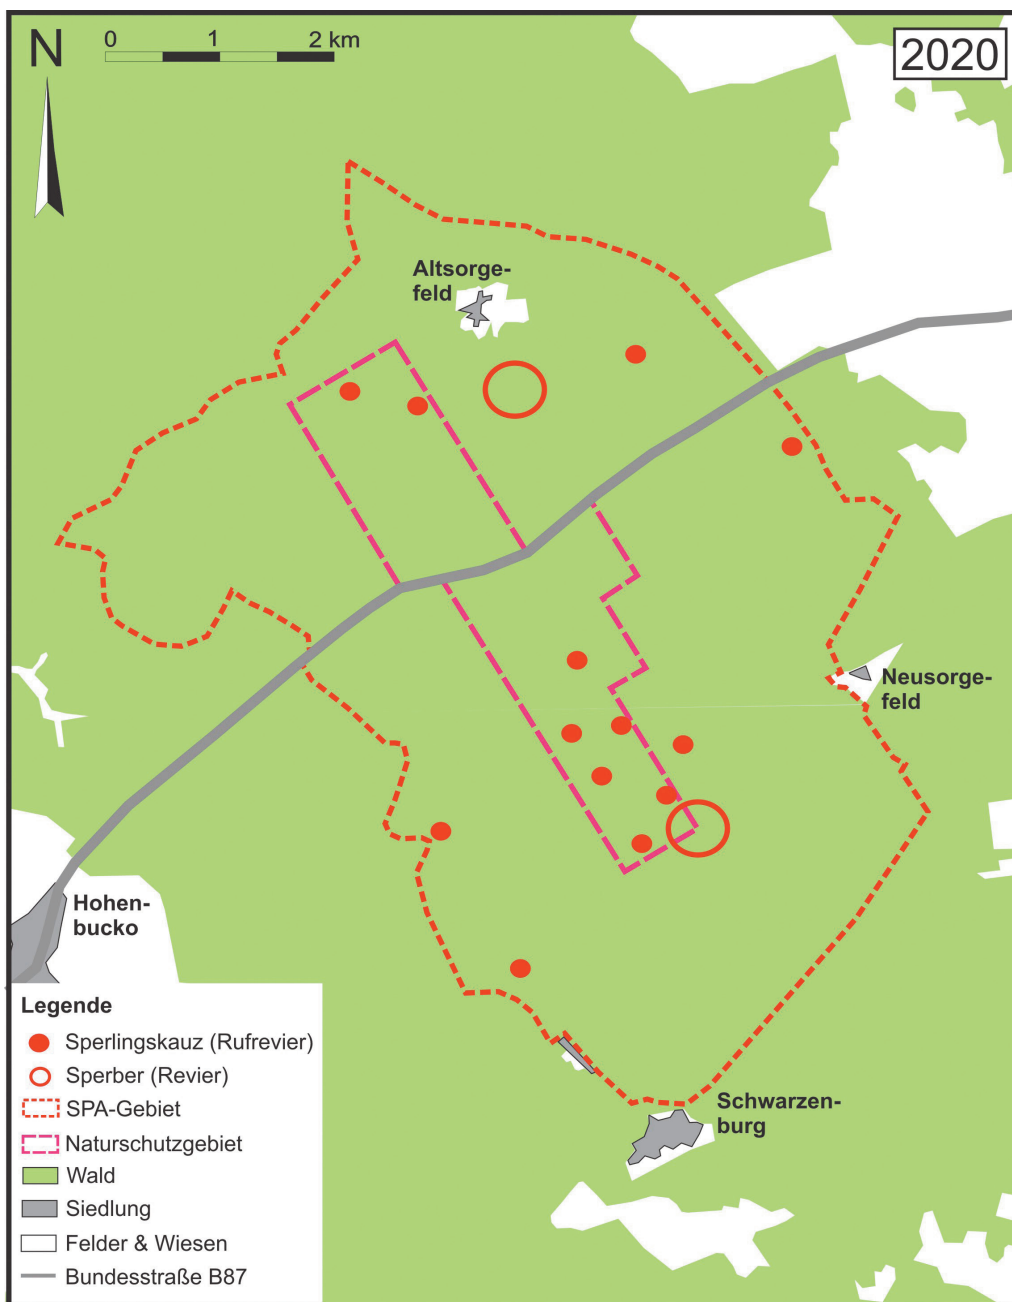 N
0 1 2 km
2020
Altsorge-
feld
Neusorge-
feld
Hohen-
bucko
Schwarzen-
burg
Legende
Sperlingskauz (Rufrevier)
Sperber (Revier)
SPA-Gebiet
Naturschutzgebiet
Wald
Siedlung
Felder & Wiesen
Bundesstraße B87